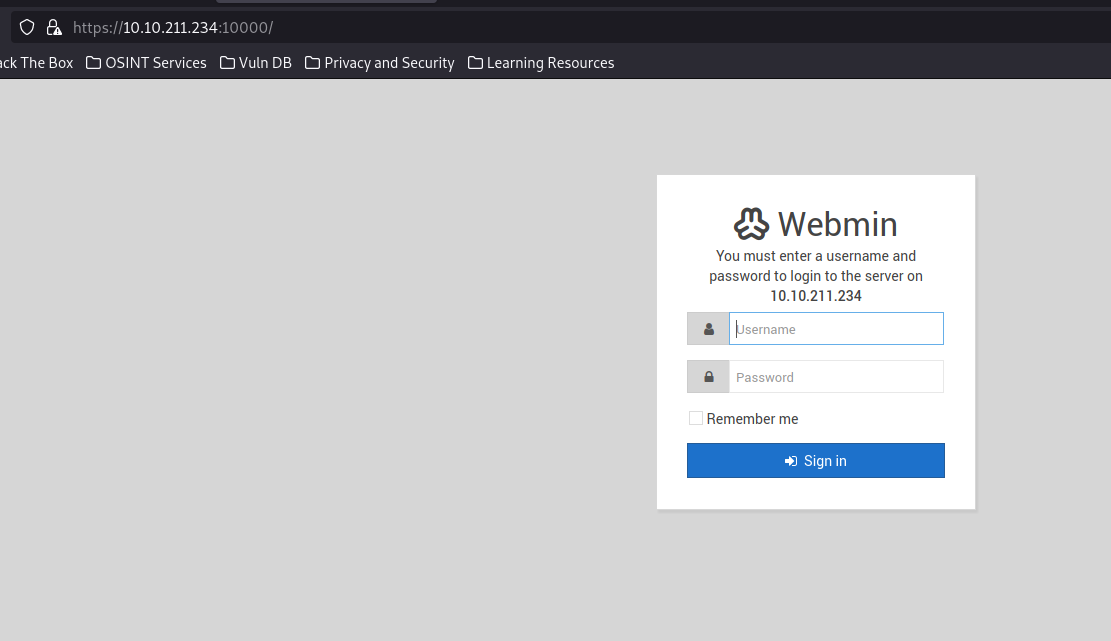 https://10.10.211.234:10000/
ack The Box OSINT Services Vuln DB Privacy and Security Learning Resources
Webmin
You must enter a username and
password to login to the server on
10.10.211.234
Username
Password
Remember me
Sign in